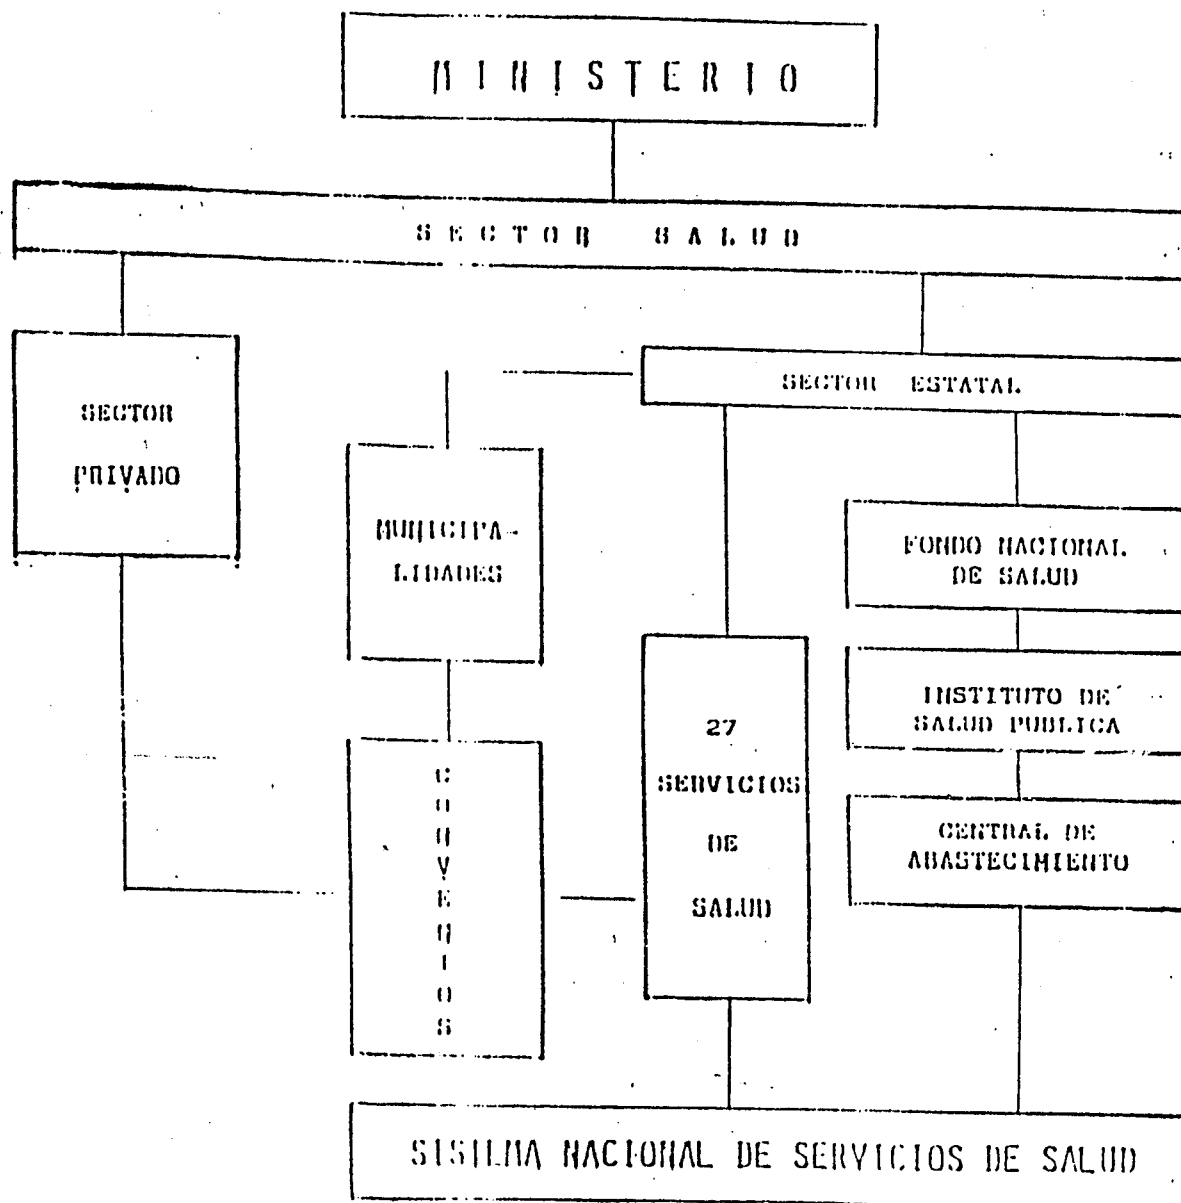 MINISTERIO
SECTOR SALUD
SECTOR
PRIVADO
SECTOR ESTATAL
MUNICIPA-
LIDADES
FONDO NACIONAL
DE SALUD
INSTITUTO DE
SALUD PUBLICA
CENTRAL DE
ABASTECIMIENTO
27
SERVICIOS
DE
SALUD
C
O
N
V
E
N
I
O
S
SISTEMA NACIONAL DE SERVICIOS DE SALUD